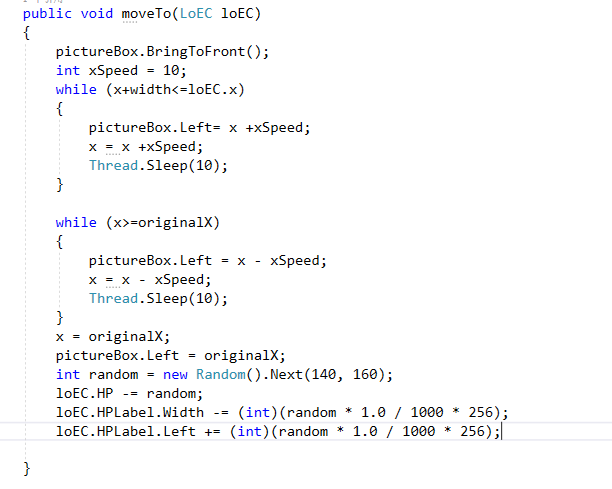 public void moveTo(LoEC loEC)
{
pictureBox.BringToFront();
int xSpeed = 10;
while (x+width<=loEC.x)
{
pictureBox.Left= x +xSpeed;
x = x +xSpeed;
Thread.Sleep(10);
}
while (x>=originalX)
{
pictureBox.Left = x - xSpeed;
x = x - xSpeed;
Thread.Sleep(10);
}
x = originalX;
pictureBox.Left = originalX;
int random = new Random().Next(140, 160);
loEC.HP -= random;
loEC.HPLabel.Width -= (int)(random * 1.0 / 1000 * 256);
loEC.HPLabel.Left += (int)(random * 1.0 / 1000 * 256);
}